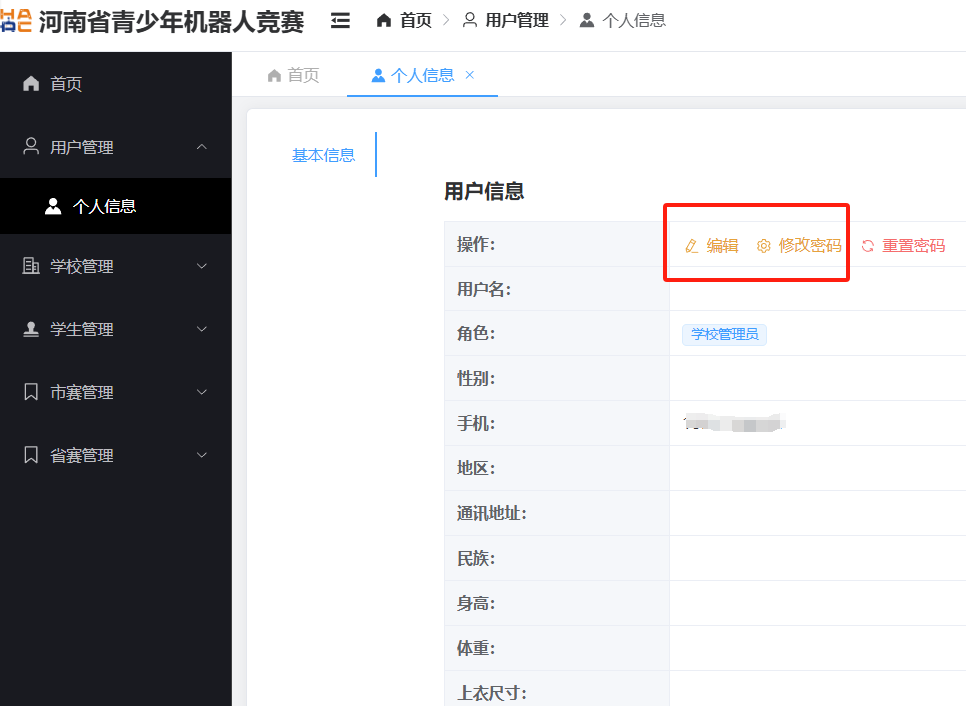 河南省青少年机器人竞赛 首页 用户管理 个人信息
首页 个人信息
首页
用户管理
个人信息
学校管理
学生管理
市赛管理
省赛管理
基本信息
用户信息
操作: 编辑 修改密码 重置密码
用户名:
角色: 学校管理员
性别:
手机:
地区:
通讯地址:
民族:
身高:
体重:
上衣尺寸: